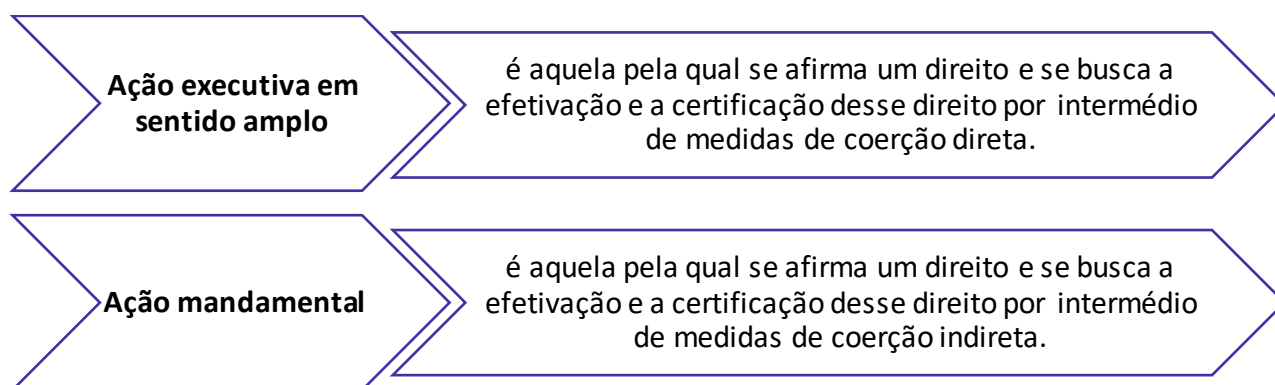 Ação executiva em
sentido amplo
é aquela pela qual se afirma um direito e se busca a
efetivação e a certificação desse direito por intermédio
de medidas de coerção direta.
Ação mandamental
é aquela pela qual se afirma um direito e se busca a
efetivação e a certificação desse direito por intermédio
de medidas de coerção indireta.